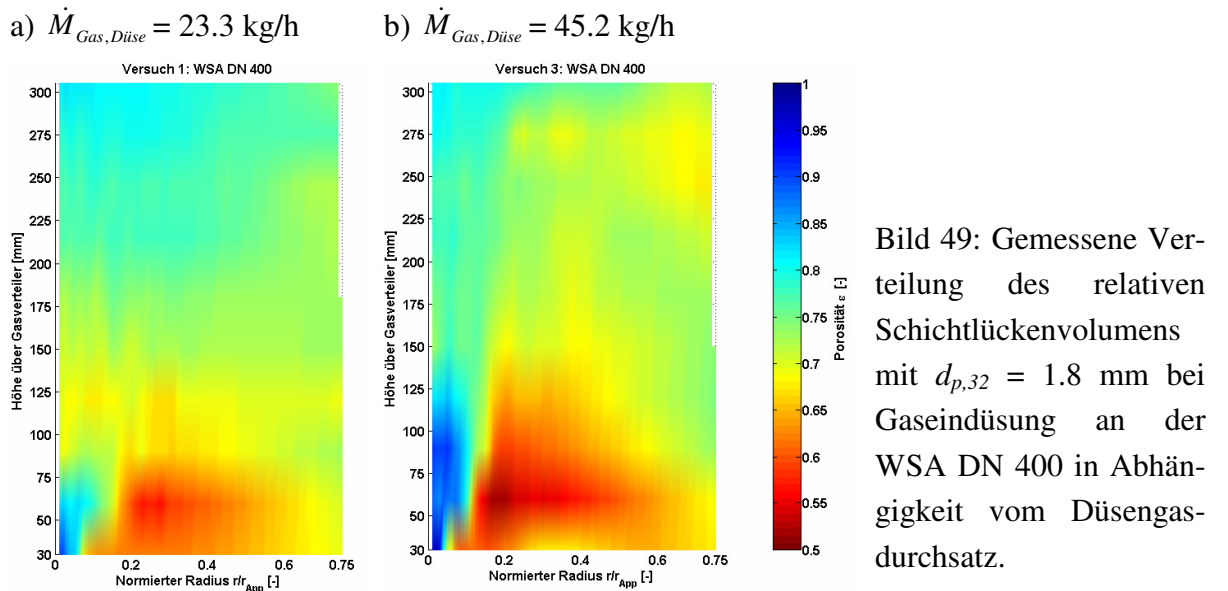 a) Ṁ_Gas,Düse = 23.3 kg/h
b) Ṁ_Gas,Düse = 45.2 kg/h
Versuch 1: WSA DN 400
300
275
250
225
200
175
150
125
100
75
50
30
Höhe über Gasverteiler [mm]
0 0.2 0.4 0.6 0.75
Normierter Radius r/r_App [-]
Versuch 3: WSA DN 400
300
275
250
225
200
175
150
125
100
75
50
30
Höhe über Gasverteiler [mm]
0 0.2 0.4 0.6 0.75
Normierter Radius r/r_App [-]
1
0.95
0.9
0.85
0.8
0.75
0.7
0.65
0.6
0.55
0.5
Porosität ε [-]
Bild 49: Gemessene Ver-
teilung des relativen
Schichtlückenvolumens
mit d_p,32 = 1.8 mm bei
Gaseindüsung an der
WSA DN 400 in Abhän-
gigkeit vom Düsengas-
durchsatz.